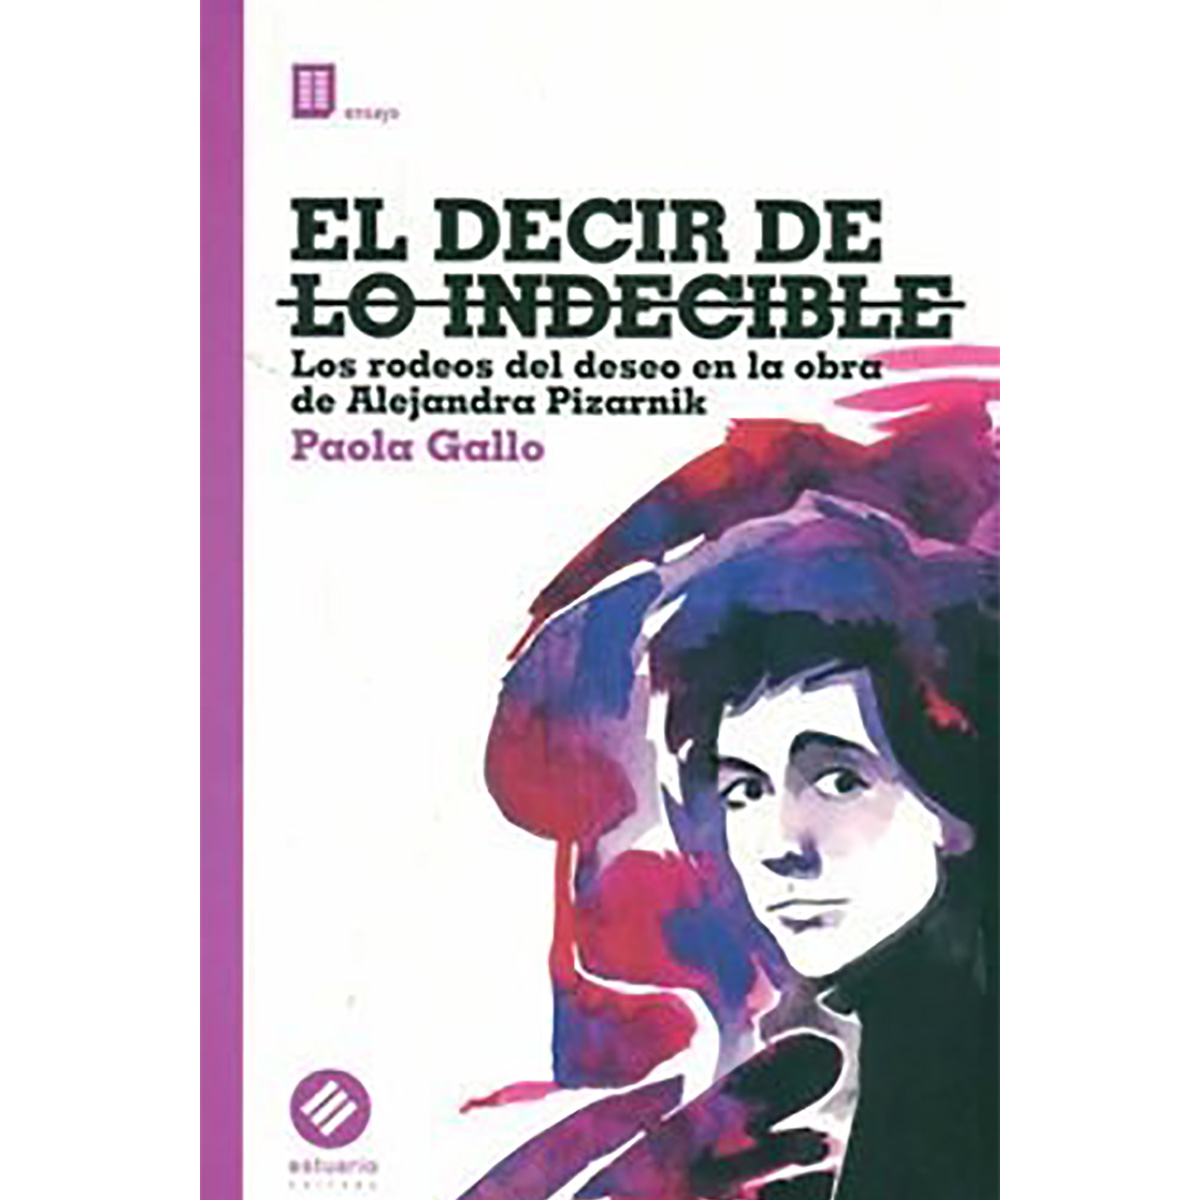 ensayo
EL DECIR DE
LO INDECIBLE
Los rodeos del deseo en la obra
de Alejandra Pizarnik
Paola Gallo
estuario
editora